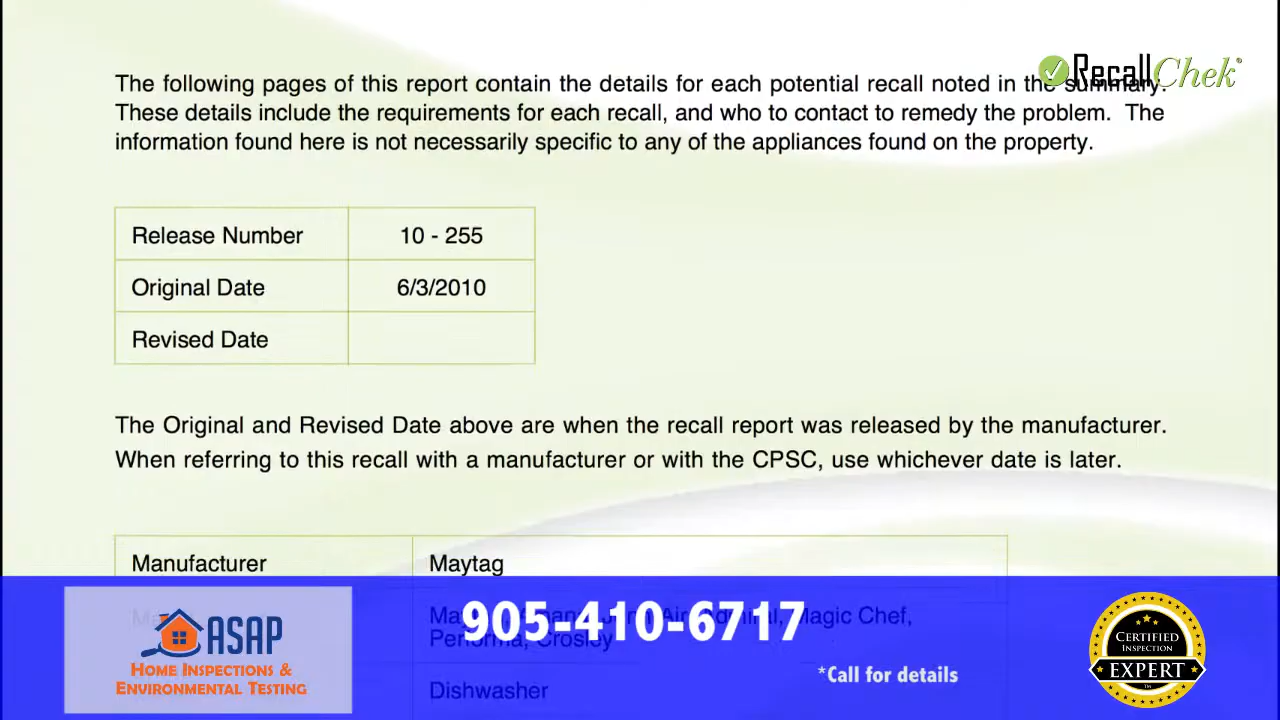 RecallChek
The following pages of this report contain the details for each potential recall noted in the summary.
These details include the requirements for each recall, and who to contact to remedy the problem. The
information found here is not necessarily specific to any of the appliances found on the property.
Release Number 10 - 255
Original Date 6/3/2010
Revised Date
The Original and Revised Date above are when the recall report was released by the manufacturer.
When referring to this recall with a manufacturer or with the CPSC, use whichever date is later.
Manufacturer Maytag
Admiral, Magic Chef,
Performa, Crosley
Dishwasher
905-410-6717
*Call for details
ASAP
HOME INSPECTIONS &
ENVIRONMENTAL TESTING
CERTIFIED
INSPECTION
EXPERT